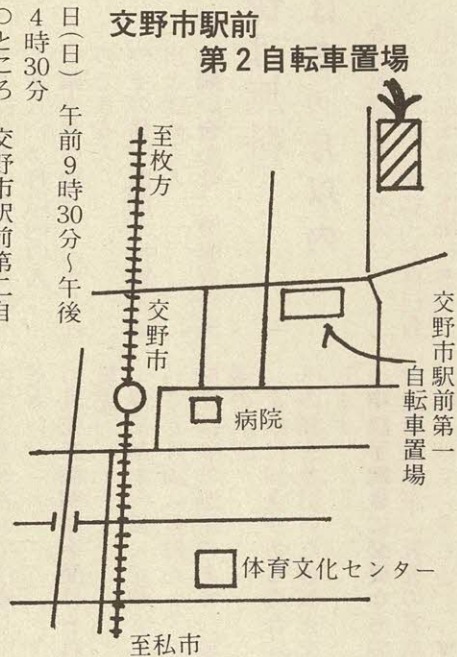 交野市駅前
第2自転車置場
日(日) 午前9時30分~午後
4時30分
○ところ 交野市駅前第二自
至枚方
交野市
病院
交野市駅前第一
自転車置場
体育文化センター
至私市